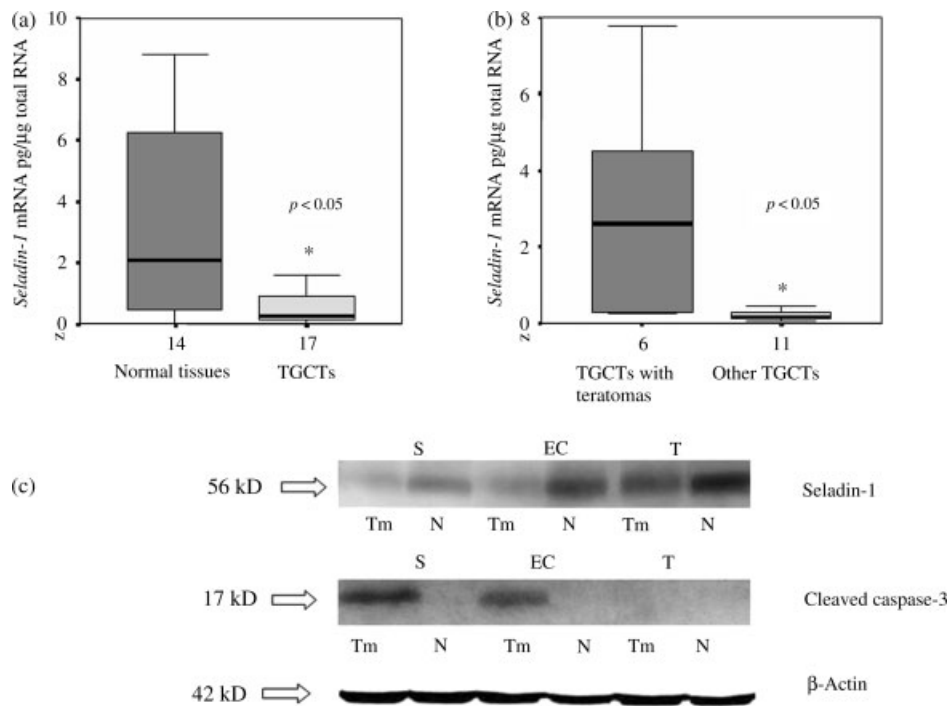 (a)
Seladin-1 mRNA pg/μg total RNA
10
8
6
4
2
0
z
p < 0.05
*
14 17
Normal tissues TGCTs
(b)
Seladin-1 mRNA pg/μg total RNA
8
6
4
2
0
z
p < 0.05
*
6 11
TGCTs with Other TGCTs
teratomas
(c)
S EC T
56 kD Seladin-1
Tm N Tm N Tm N
S EC T
17 kD Cleaved caspase-3
Tm N Tm N Tm N
42 kD β-Actin